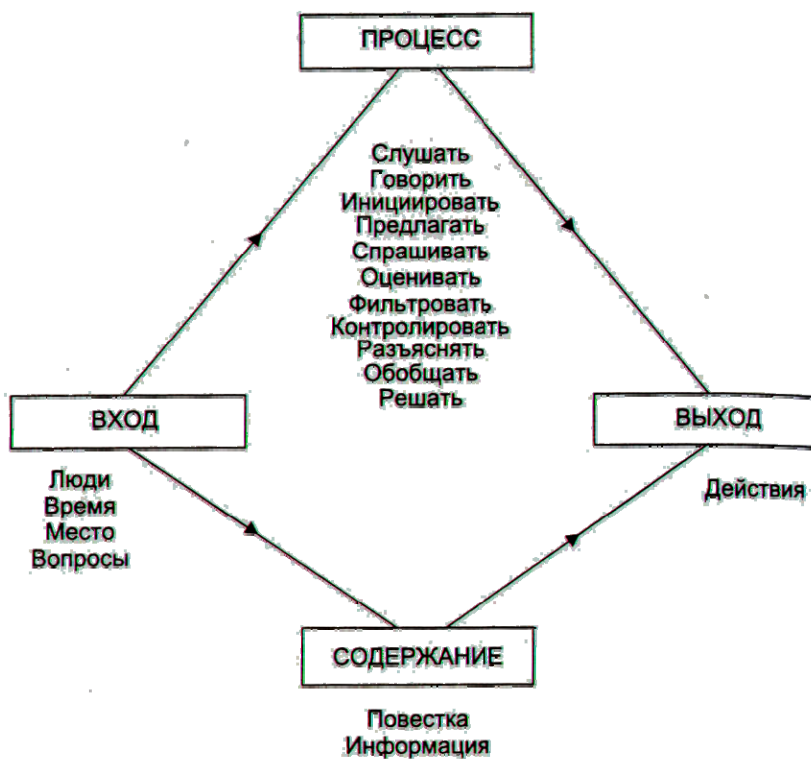 ПРОЦЕСС
Слушать
Говорить
Инициировать
Предлагать
Спрашивать
Оценивать
Фильтровать
Контролировать
Разъяснять
Обобщать
Решать
ВХОД
Люди
Время
Место
Вопросы
ВЫХОД
Действия
СОДЕРЖАНИЕ
Повестка
Информация